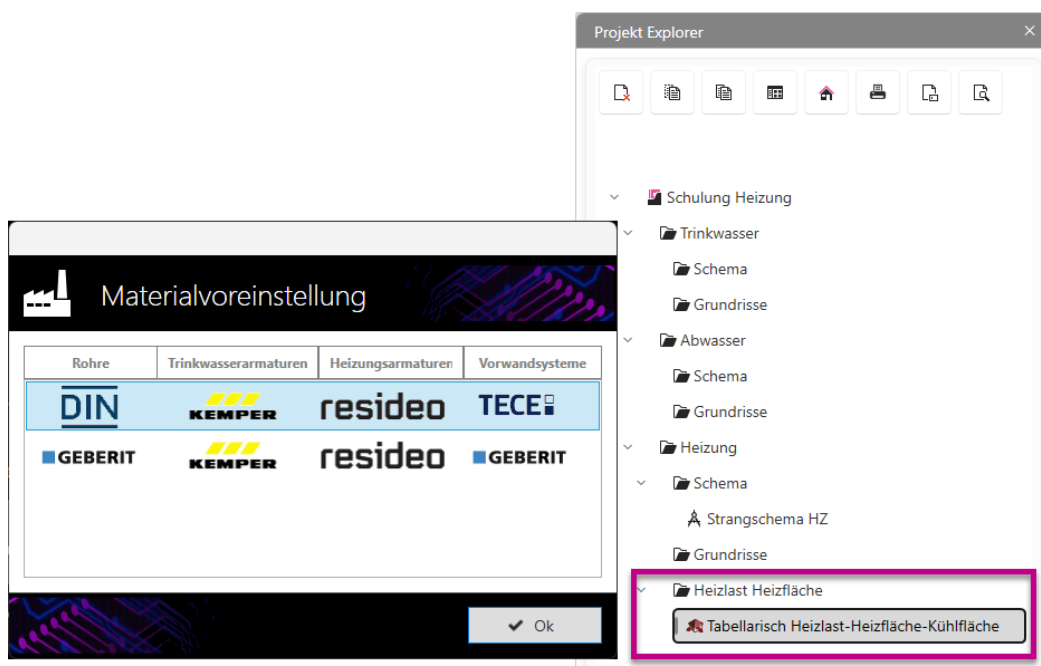 Projekt Explorer
Schulung Heizung
Trinkwasser
Schema
Grundrisse
Abwasser
Schema
Grundrisse
Heizung
Schema
Strangschema HZ
Grundrisse
Heizlast Heizfläche
Tabellarisch Heizlast-Heizfläche-Kühlfläche
Materialvoreinstellung
Rohre Trinkwasserarmaturen Heizungsarmaturen Vorwandsysteme
DIN KEMPER resideo TECE
GEBERIT KEMPER resideo GEBERIT
Ok